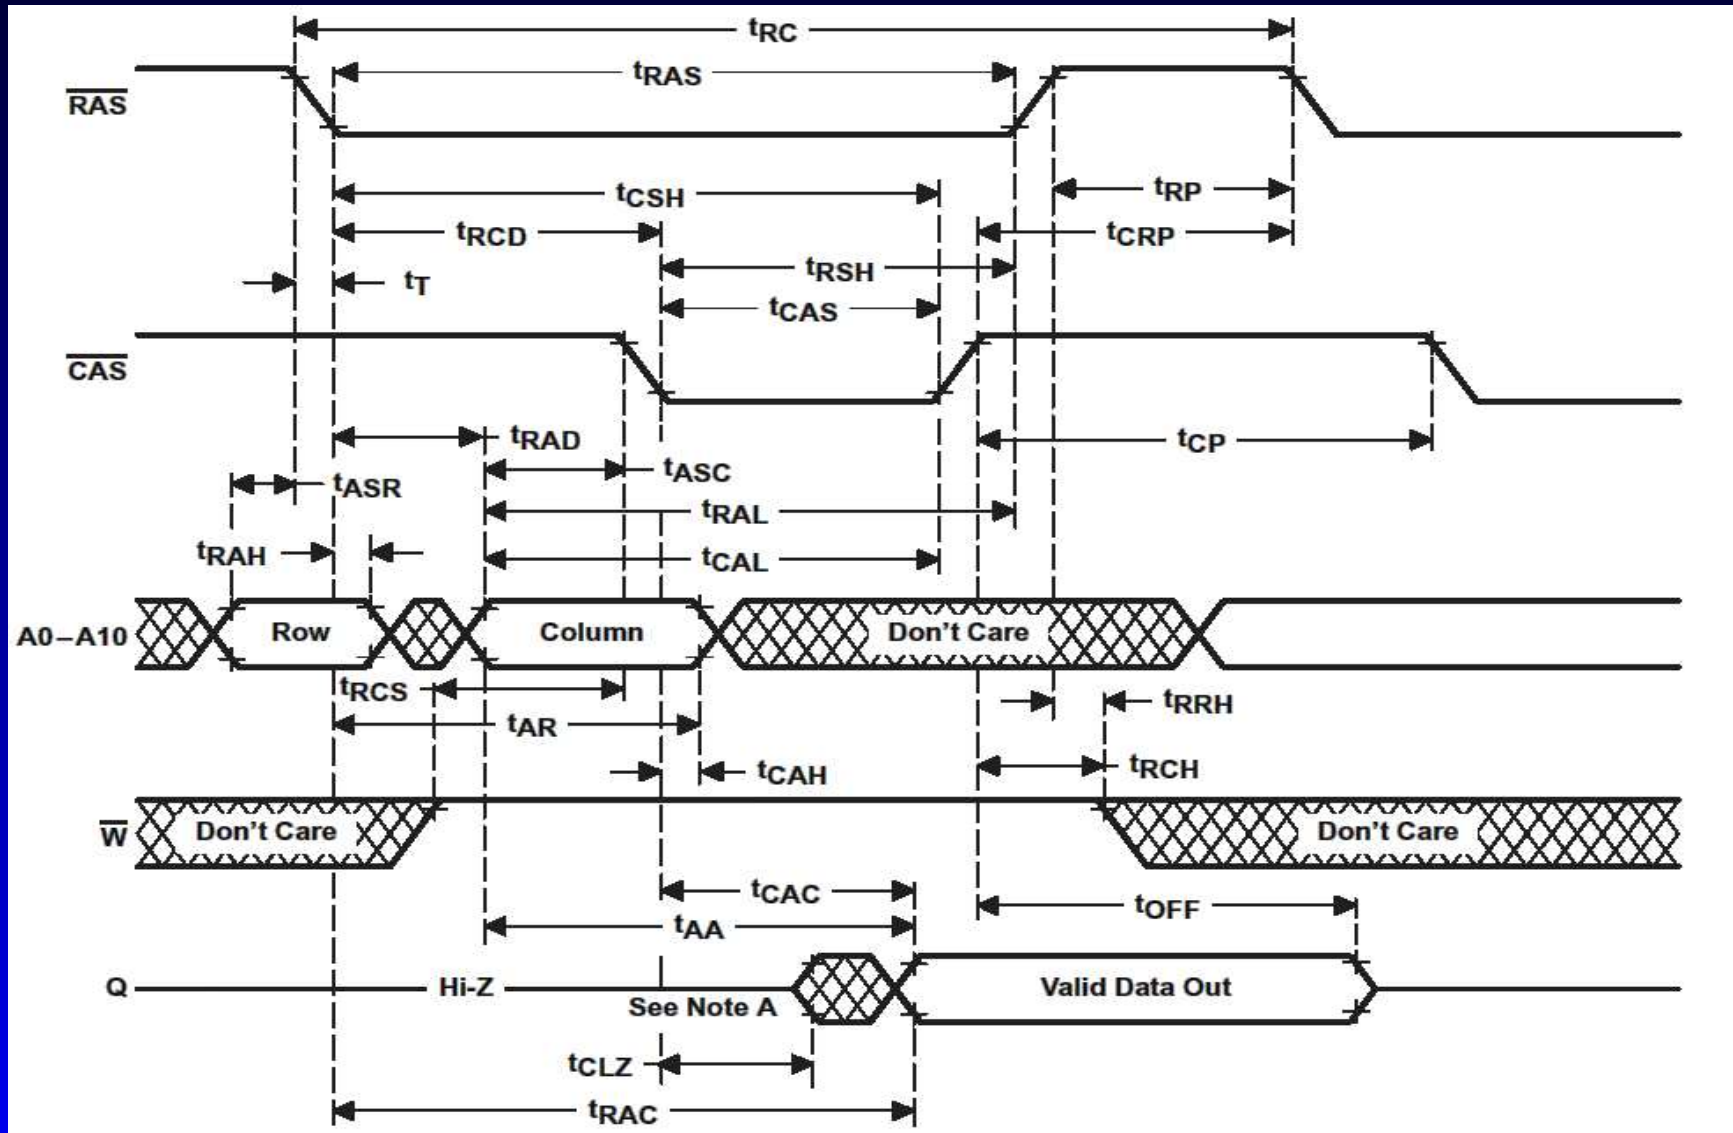 tRC
tRAS
RAS
tCSH
tRP
tRCD
tCRP
tRSH
tT
tCAS
CAS
tRAD
tCP
tASC
tASR
tRAL
tRAH
tCAL
A0–A10
Row
Column
Don't Care
tRCS
tRRH
tAR
tRCH
tCAH
W
Don't Care
Don't Care
tCAC
tOFF
tAA
Q
Hi-Z
Valid Data Out
See Note A
tCLZ
tRAC